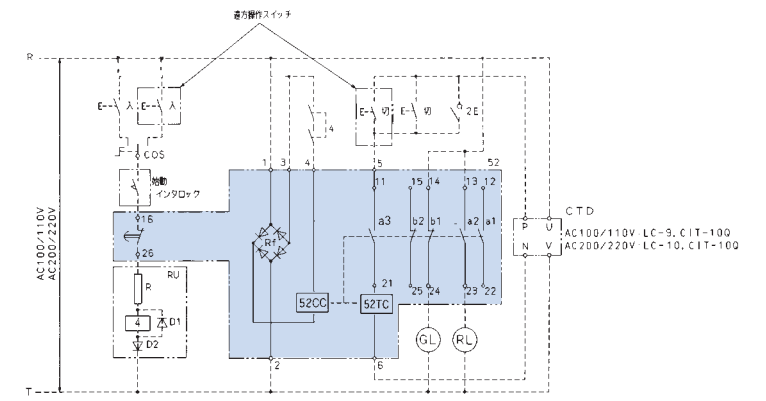 遠方操作スイッチ
R
E 入
E 入
E 切
E 切
2E
4
COS
始動
インタロック
1 3 4 5 52
11 15 14 13 12
16
26
a3 b2 b1 a2 a1
Rf
CTD
P U
N V
AC100/110V LC-9, CIT-10Q
AC200/220V LC-10, CIT-10Q
AC100/110V
AC200/220V
RU
R
4 D1
D2
21
52CC 52TC
25 24 23 22
GL RL
2 6
T